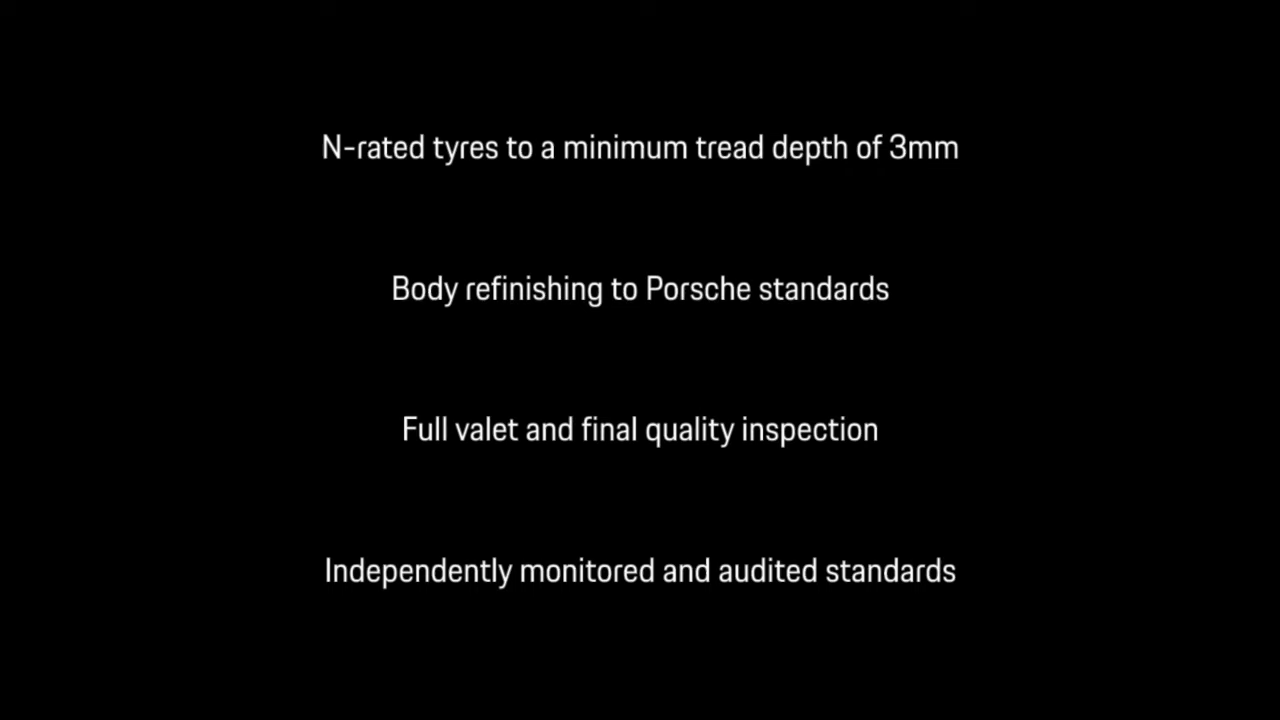 N-rated tyres to a minimum tread depth of 3mm
Body refinishing to Porsche standards
Full valet and final quality inspection
Independently monitored and audited standards